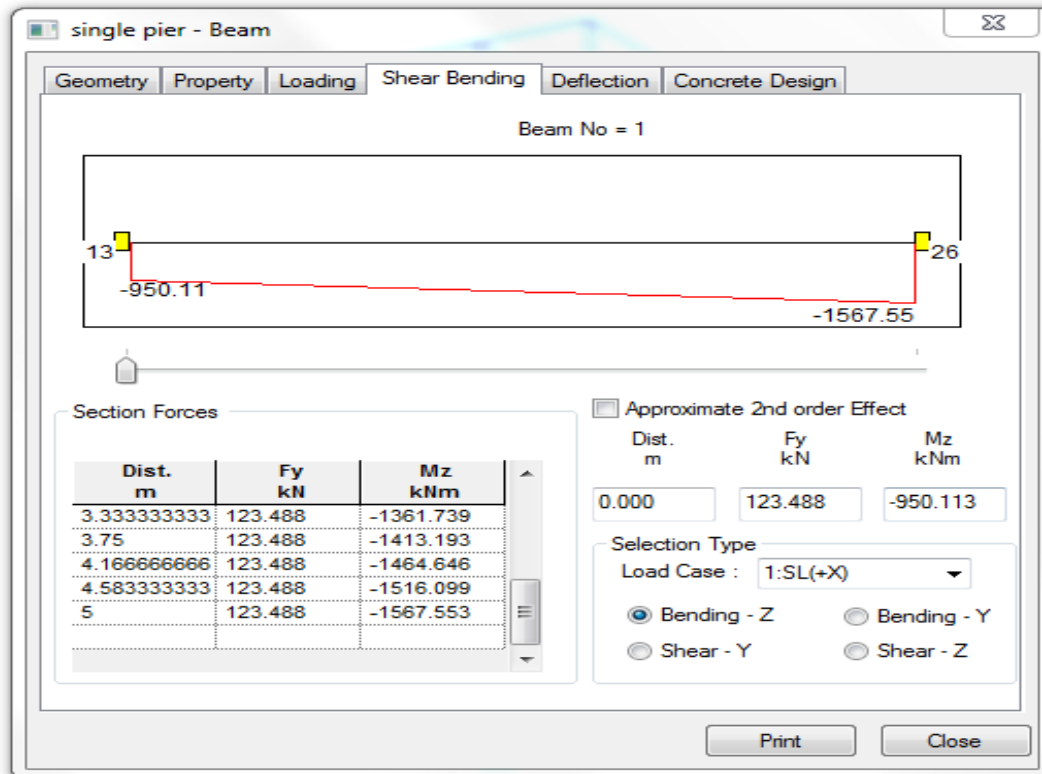 single pier - Beam
Geometry Property Loading Shear Bending Deflection Concrete Design
Beam No = 1
13 26
-950.11
-1567.55
Section Forces
Dist. Fy Mz
m kN kNm
3.333333333 123.488 -1361.739
3.75 123.488 -1413.193
4.166666666 123.488 -1464.646
4.583333333 123.488 -1516.099
5 123.488 -1567.553
Approximate 2nd order Effect
Dist. Fy Mz
m kN kNm
0.000 123.488 -950.113
Selection Type
Load Case : 1:SL(+X)
Bending - Z Bending - Y
Shear - Y Shear - Z
Print Close